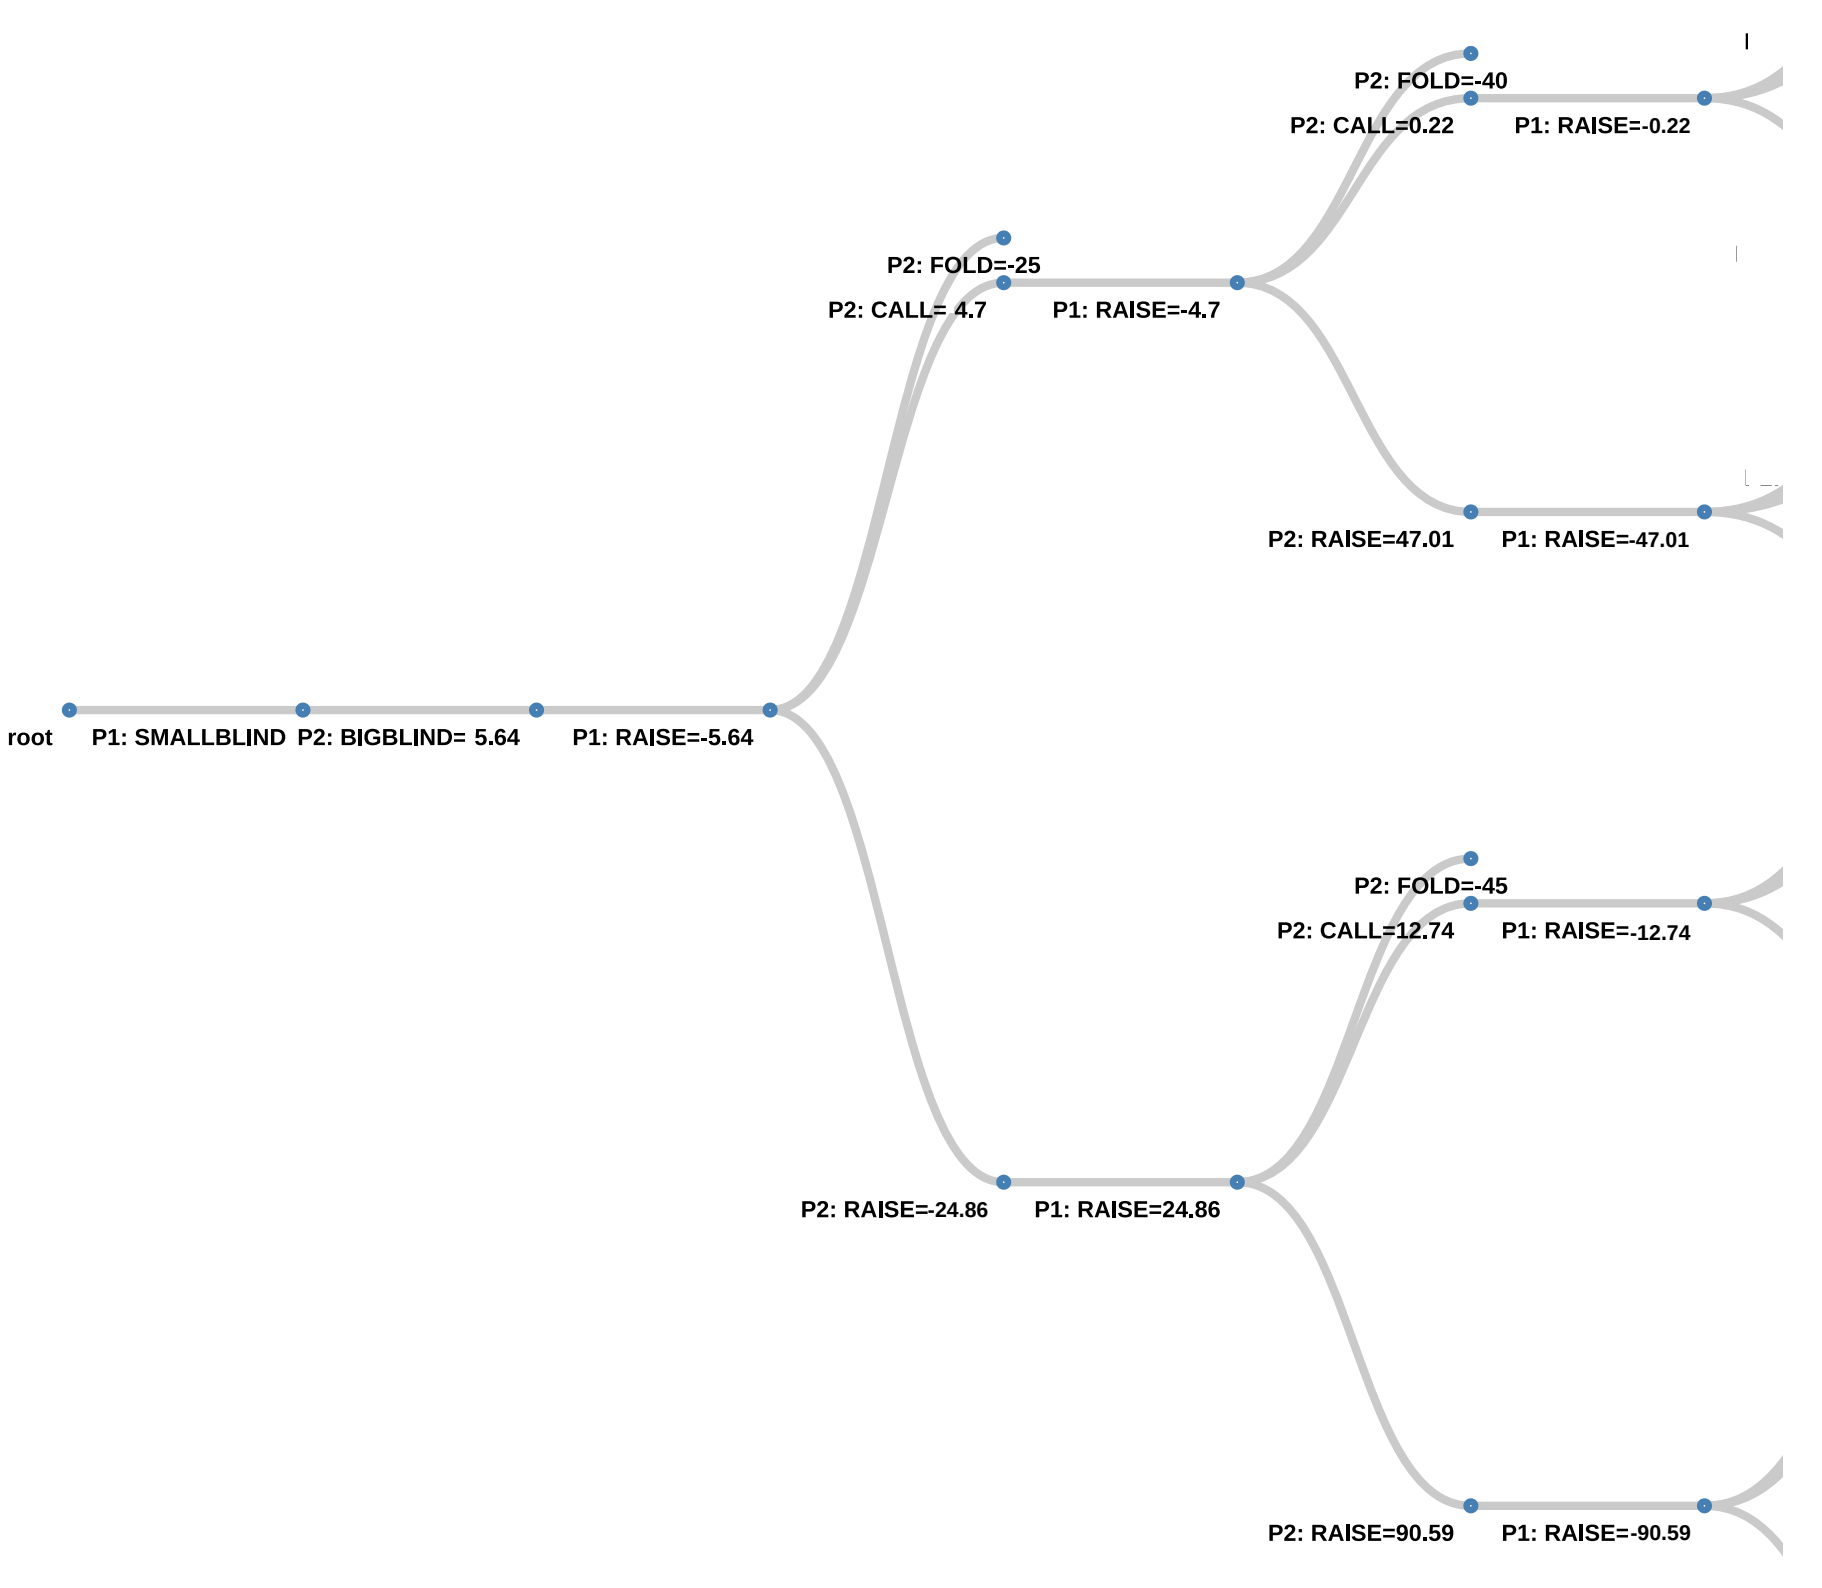 P2: FOLD=-40
P2: CALL=0.22
P1: RAISE=-0.22
P2: FOLD=-25
P2: CALL= 4.7
P1: RAISE=-4.7
P2: RAISE=47.01
P1: RAISE=-47.01
root
P1: SMALLBLIND
P2: BIGBLIND= 5.64
P1: RAISE=-5.64
P2: FOLD=-45
P2: CALL=12.74
P1: RAISE=-12.74
P2: RAISE=-24.86
P1: RAISE=24.86
P2: RAISE=90.59
P1: RAISE=-90.59